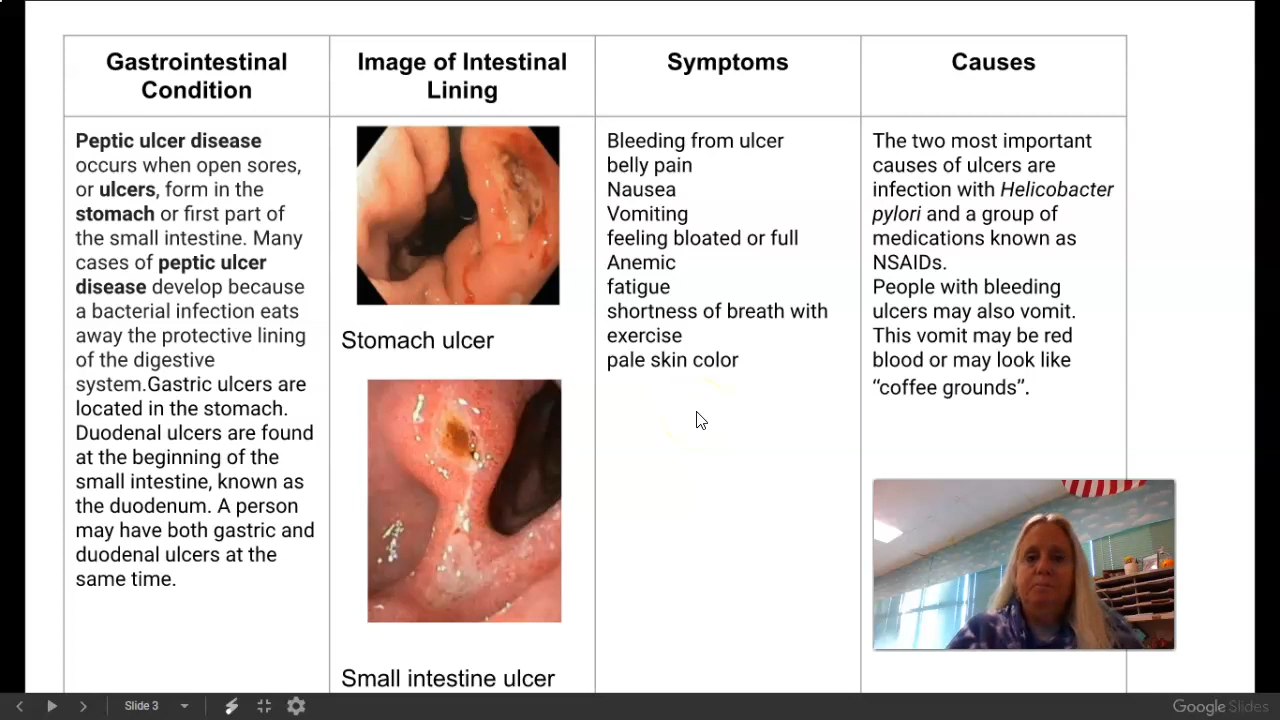 Gastrointestinal
Condition
Image of Intestinal
Lining
Symptoms
Causes
Peptic ulcer disease
occurs when open sores,
or ulcers, form in the
stomach or first part of
the small intestine. Many
cases of peptic ulcer
disease develop because
a bacterial infection eats
away the protective lining
of the digestive
system.Gastric ulcers are
located in the stomach.
Duodenal ulcers are found
at the beginning of the
small intestine, known as
the duodenum. A person
may have both gastric and
duodenal ulcers at the
same time.
Stomach ulcer
Small intestine ulcer
Bleeding from ulcer
belly pain
Nausea
Vomiting
feeling bloated or full
Anemic
fatigue
shortness of breath with
exercise
pale skin color
The two most important
causes of ulcers are
infection with Helicobacter
pylori and a group of
medications known as
NSAIDs.
People with bleeding
ulcers may also vomit.
This vomit may be red
blood or may look like
“coffee grounds”.
Slide 3
Google Slides